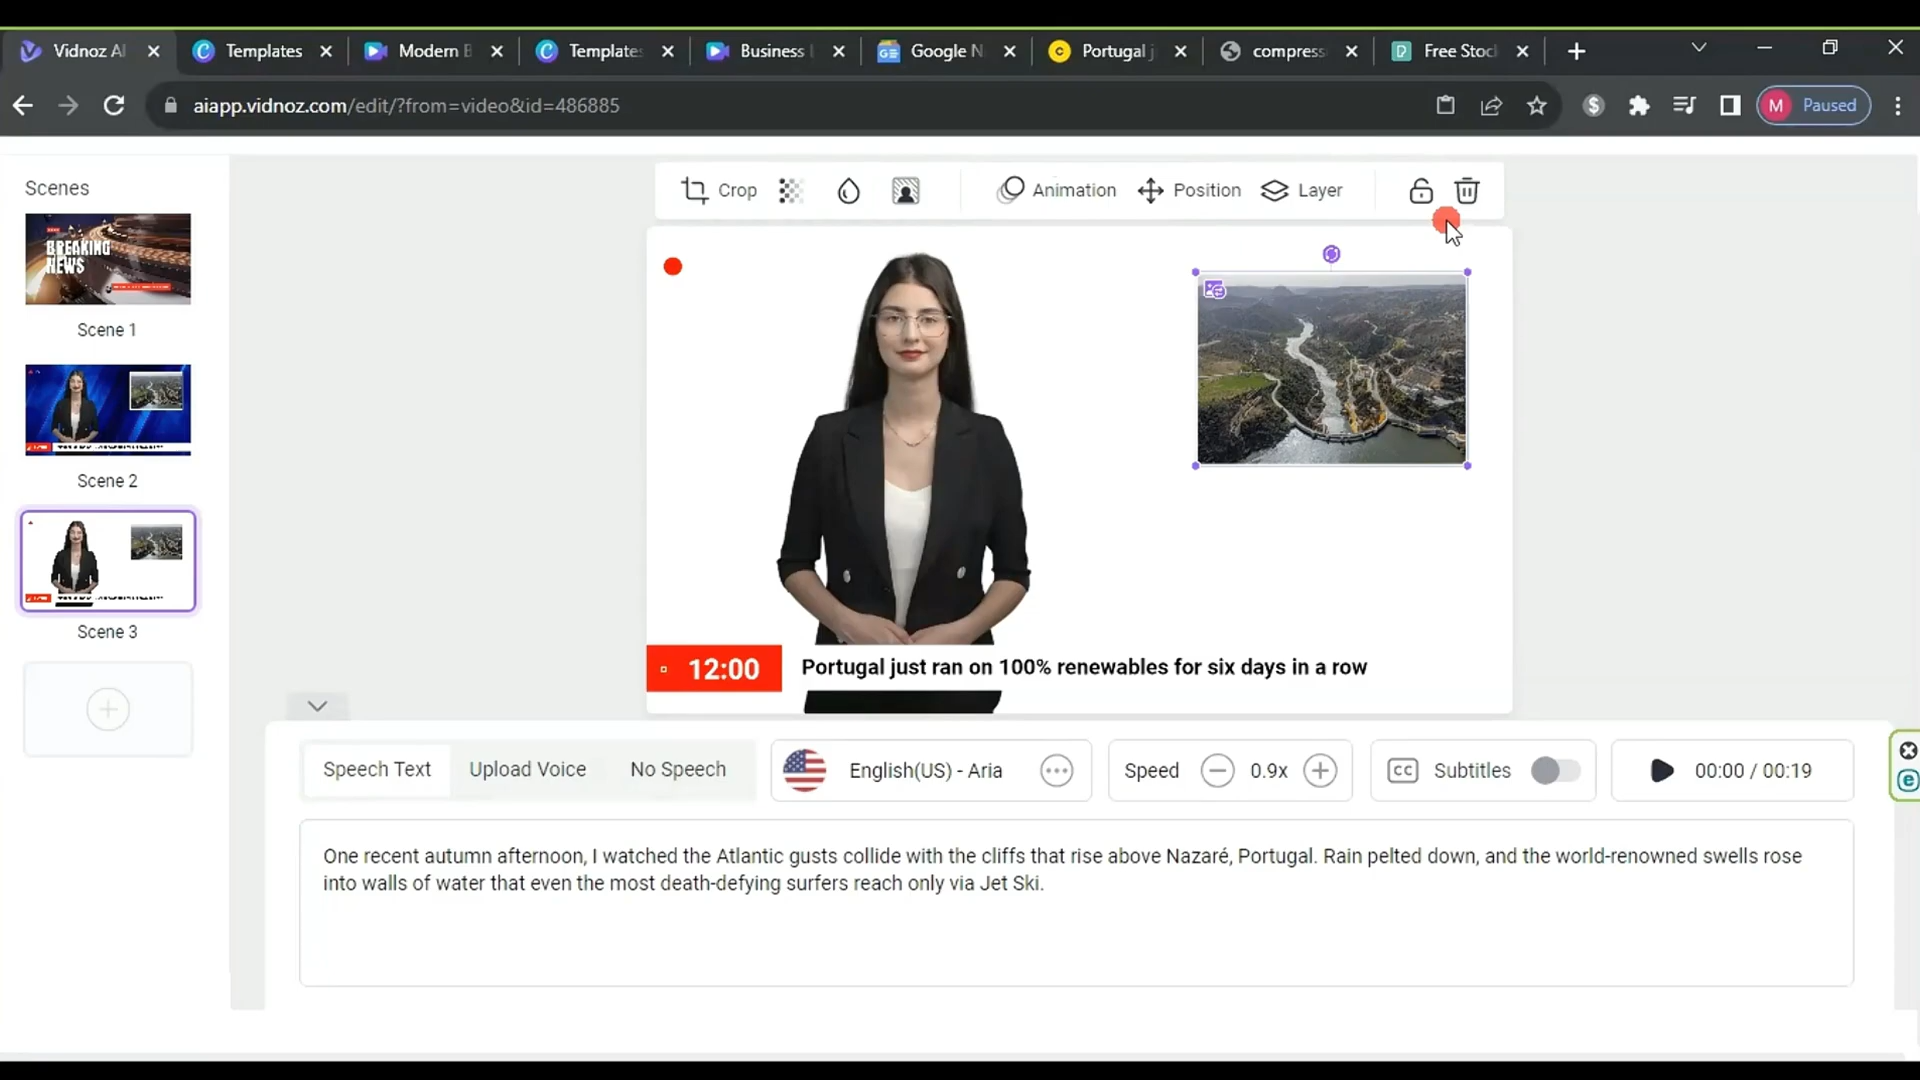 Vidnoz AI
Templates
Modern B
Templates
Business
Google N
Portugal j
compress
Free Stoc
aiapp.vidnoz.com/edit/?from=video&id=486885
M
Paused
Scenes
Crop
Animation
Position
Layer
BREAKING
NEWS
Scene 1
Scene 2
Scene 3
12:00
Portugal just ran on 100% renewables for six days in a row
Speech Text
Upload Voice
No Speech
English(US) - Aria
Speed
0.9x
CC
Subtitles
00:00 / 00:19
One recent autumn afternoon, I watched the Atlantic gusts collide with the cliffs that rise above Nazaré, Portugal. Rain pelted down, and the world-renowned swells rose
into walls of water that even the most death-defying surfers reach only via Jet Ski.